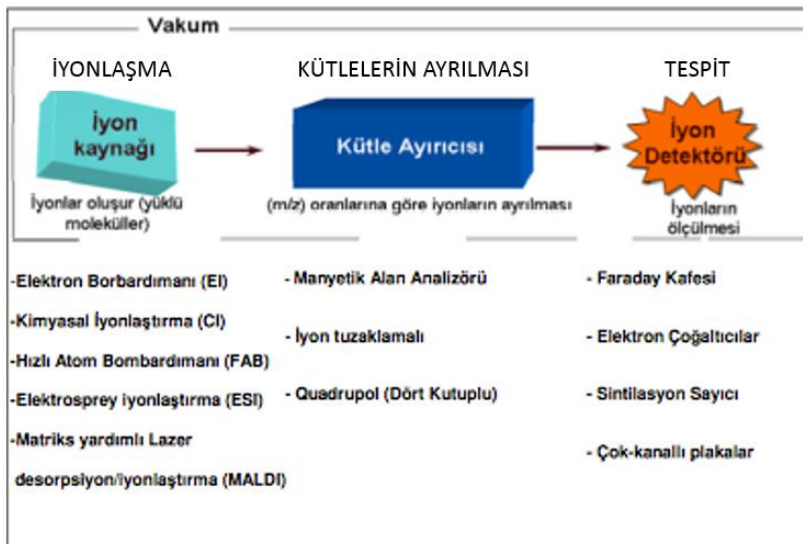 Vakum
İYONLAŞMA
KÜTLELERİN AYRILMASI
TESPİT
İyon
kaynağı
Kütle Ayırıcısı
İyon
Detektörü
İyonlar oluşur (yüklü
moleküller)
(m/z) oranlarına göre iyonların ayrılması
İyonların
ölçülmesi
-Elektron Borbardımanı (EI)
-Kimyasal İyonlaştırma (CI)
-Hızlı Atom Bombardımanı (FAB)
-Elektrosprey iyonlaştırma (ESI)
-Matriks yardımlı Lazer
desorpsiyon/iyonlaştırma (MALDI)
- Manyetik Alan Analizörü
- İyon tuzaklamalı
- Quadrupol (Dört Kutuplu)
- Faraday Kafesi
- Elektron Çoğaltıcılar
- Sintilasyon Sayıcı
- Çok-kanallı plakalar